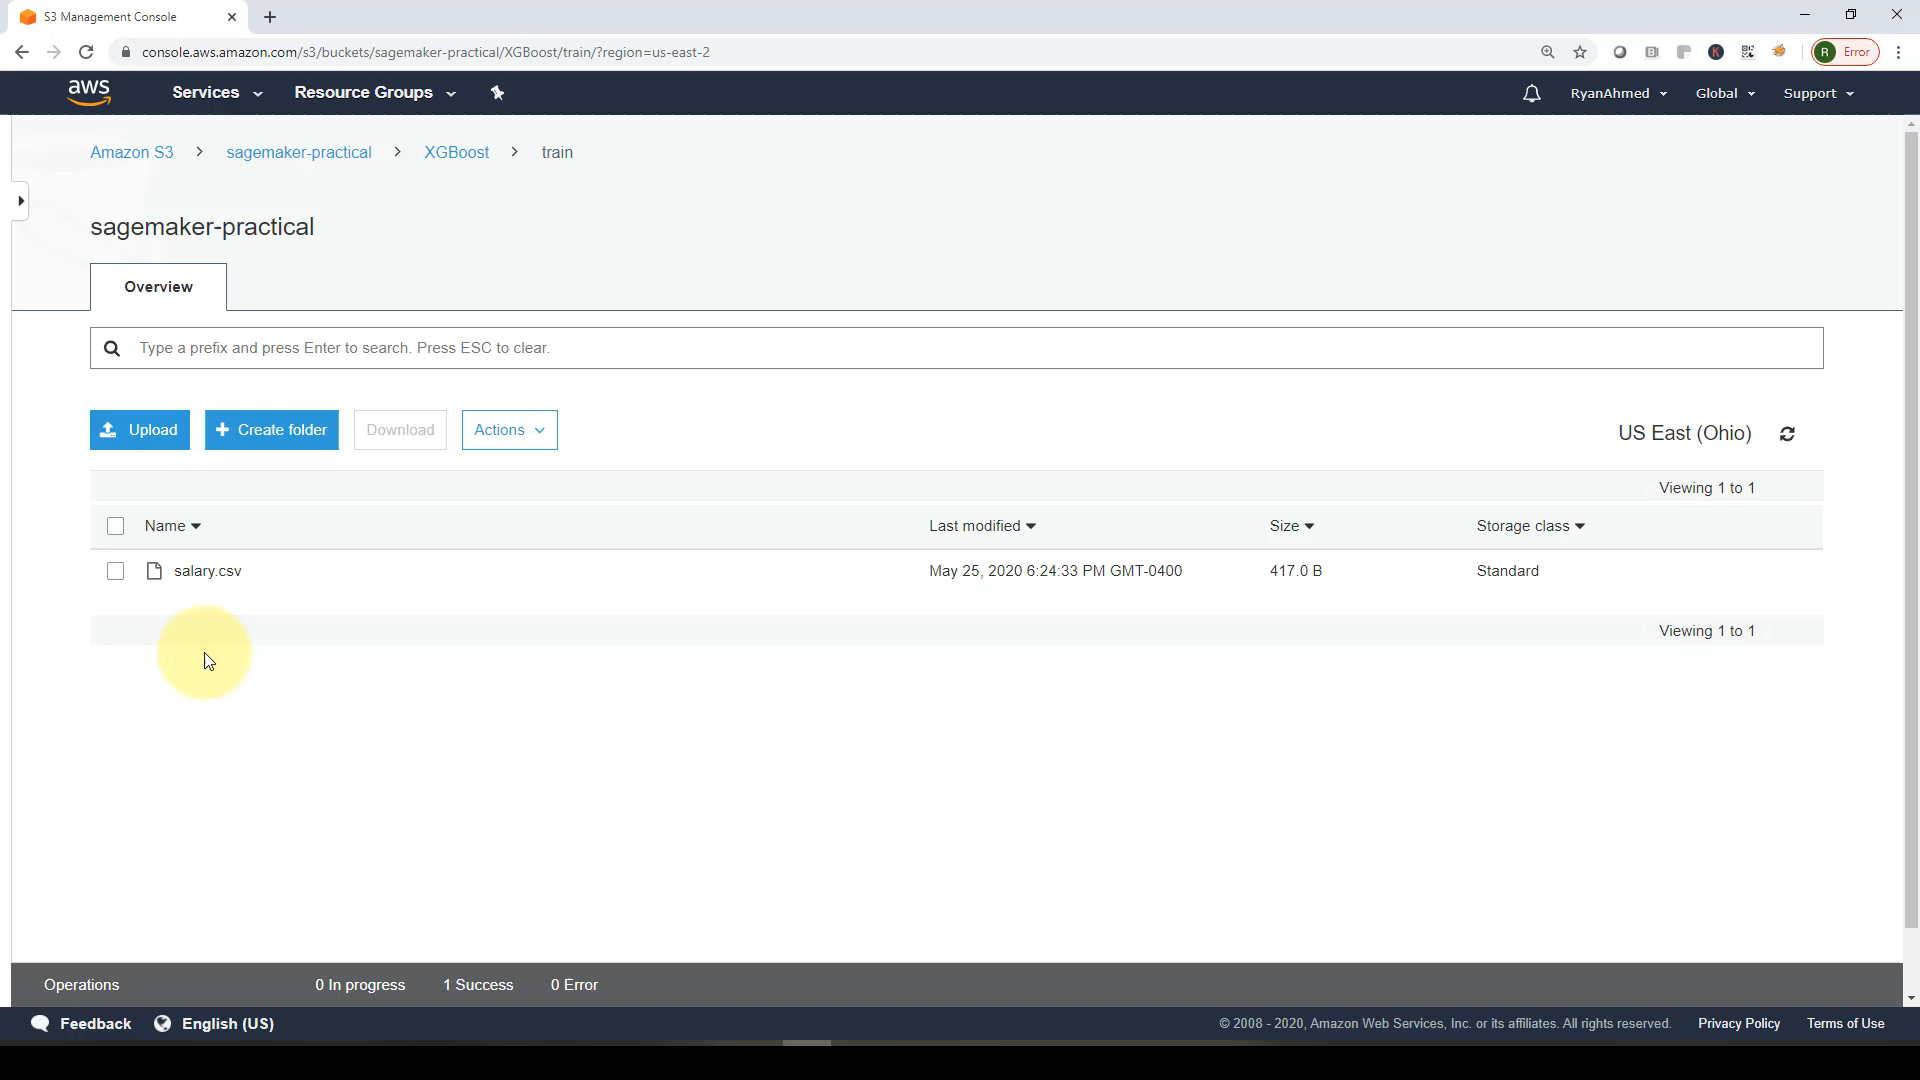 S3 Management Console
console.aws.amazon.com/s3/buckets/sagemaker-practical/XGBoost/train/?region=us-east-2
K
R Error
aws Services Resource Groups RyanAhmed Global Support
Amazon S3 > sagemaker-practical > XGBoost > train
sagemaker-practical
Overview
Type a prefix and press Enter to search. Press ESC to clear.
Upload + Create folder Download Actions US East (Ohio)
Viewing 1 to 1
Name Last modified Size Storage class
salary.csv May 25, 2020 6:24:33 PM GMT-0400 417.0 B Standard
Viewing 1 to 1
Operations 0 In progress 1 Success 0 Error
Feedback English (US) © 2008 - 2020, Amazon Web Services, Inc. or its affiliates. All rights reserved. Privacy Policy Terms of Use